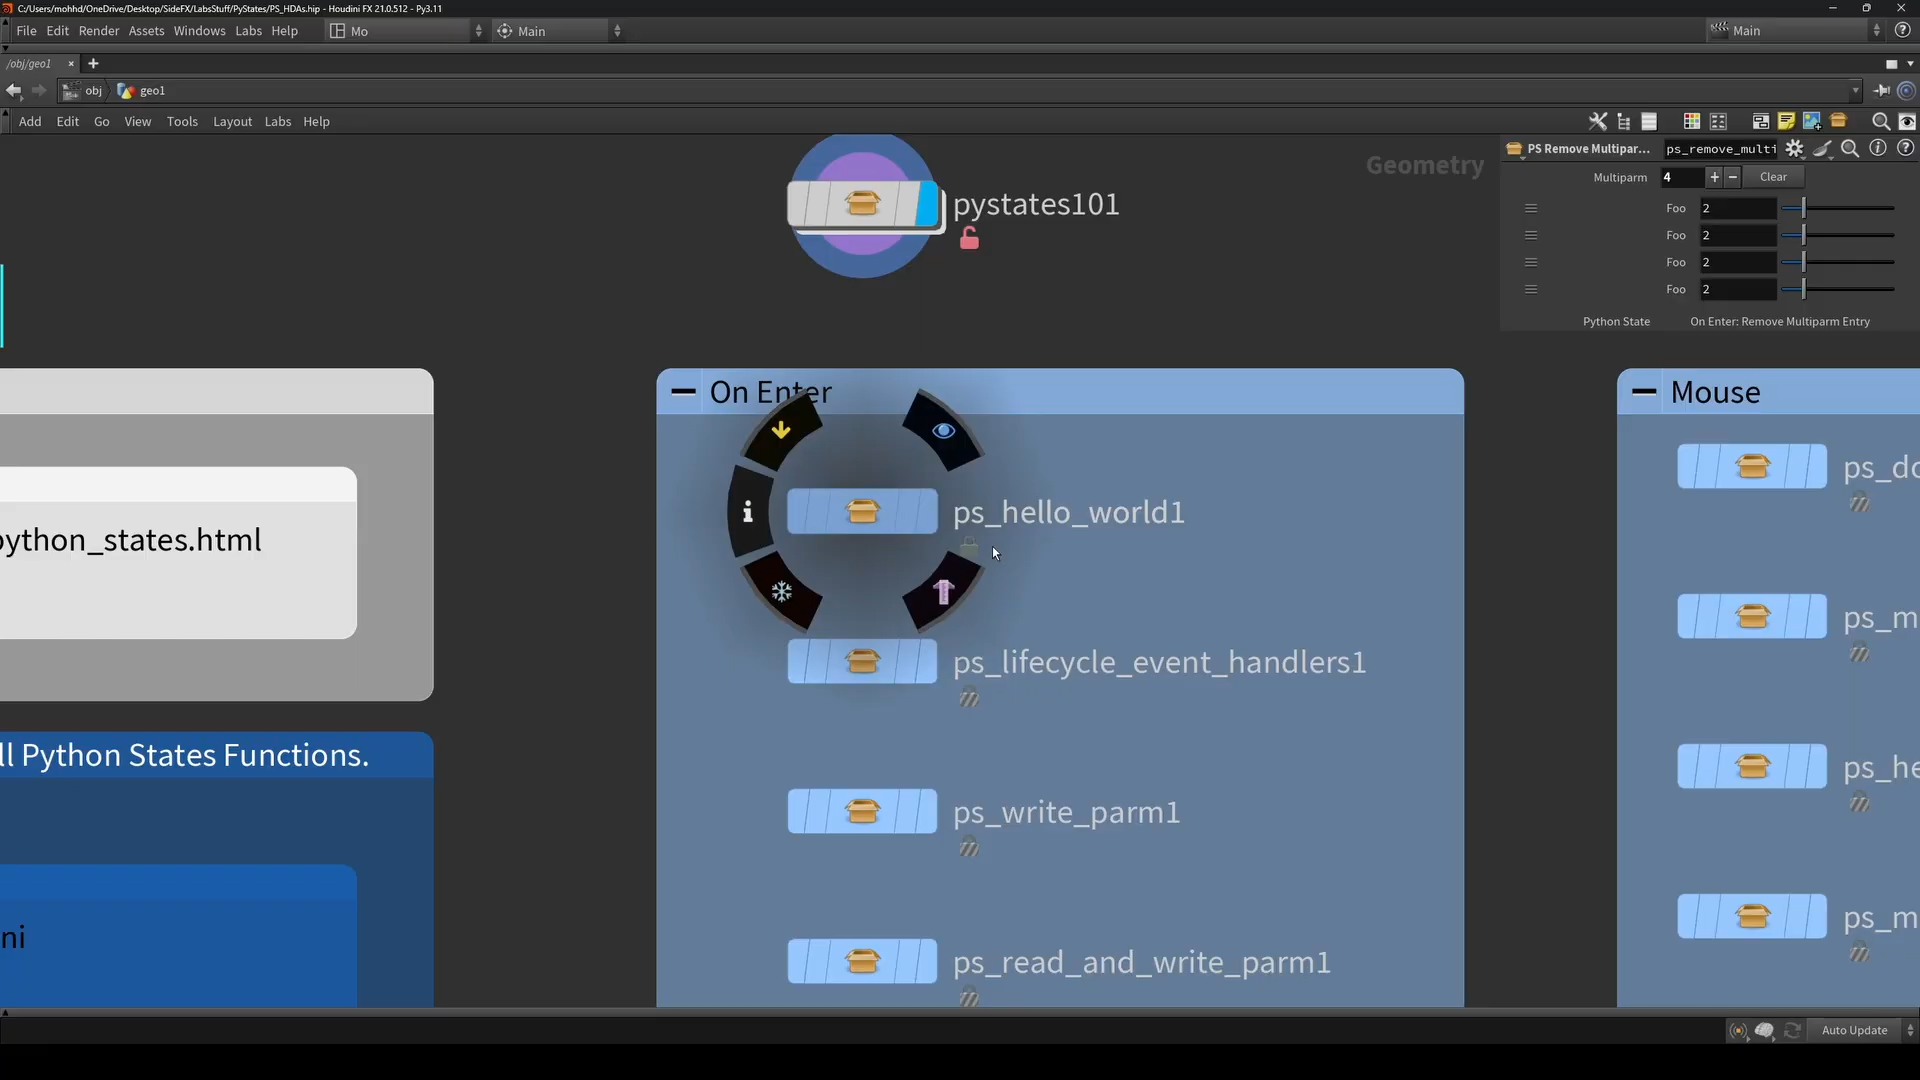 C:/Users/mohhd/OneDrive/Desktop/SideFX/LabsStuff/PyStates/PS_HDAs.hip - Houdini FX 21.0.512 - Py3.11
File Edit Render Assets Windows Labs Help Mo Main Main
/obj/geo1
obj geo1
Add Edit Go View Tools Layout Labs Help
PS Remove Multipar... ps_remove_multi
Geometry
Multiparm 4 Clear
Foo 2
Foo 2
Foo 2
Foo 2
Python State On Enter: Remove Multiparm Entry
pystates101
On Enter
Mouse
ps_do
ps_hello_world1
python_states.html
ps_m
ps_lifecycle_event_handlers1
ll Python States Functions.
ps_he
ps_write_parm1
ps_m
ni
ps_read_and_write_parm1
Auto Update